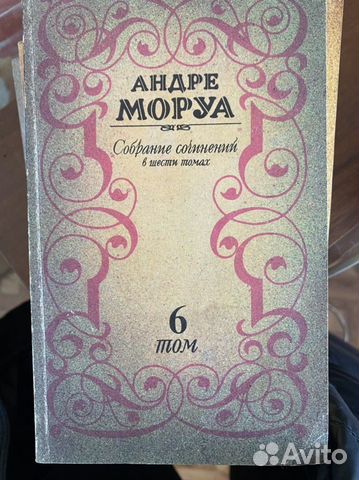 АНДРЕ
МОРУА
Собрание сочинений
в шести томах
6
том
Avito